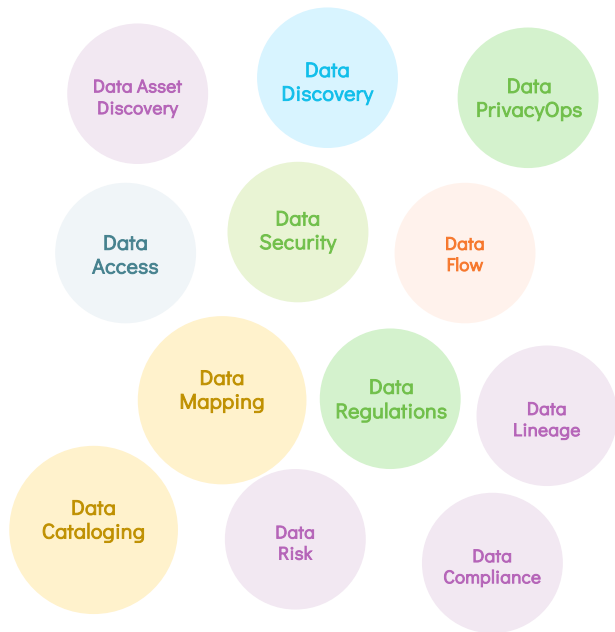 Data Asset
Discovery
Data
Discovery
Data
PrivacyOps
Data
Access
Data
Security
Data
Flow
Data
Mapping
Data
Regulations
Data
Lineage
Data
Cataloging
Data
Risk
Data
Compliance